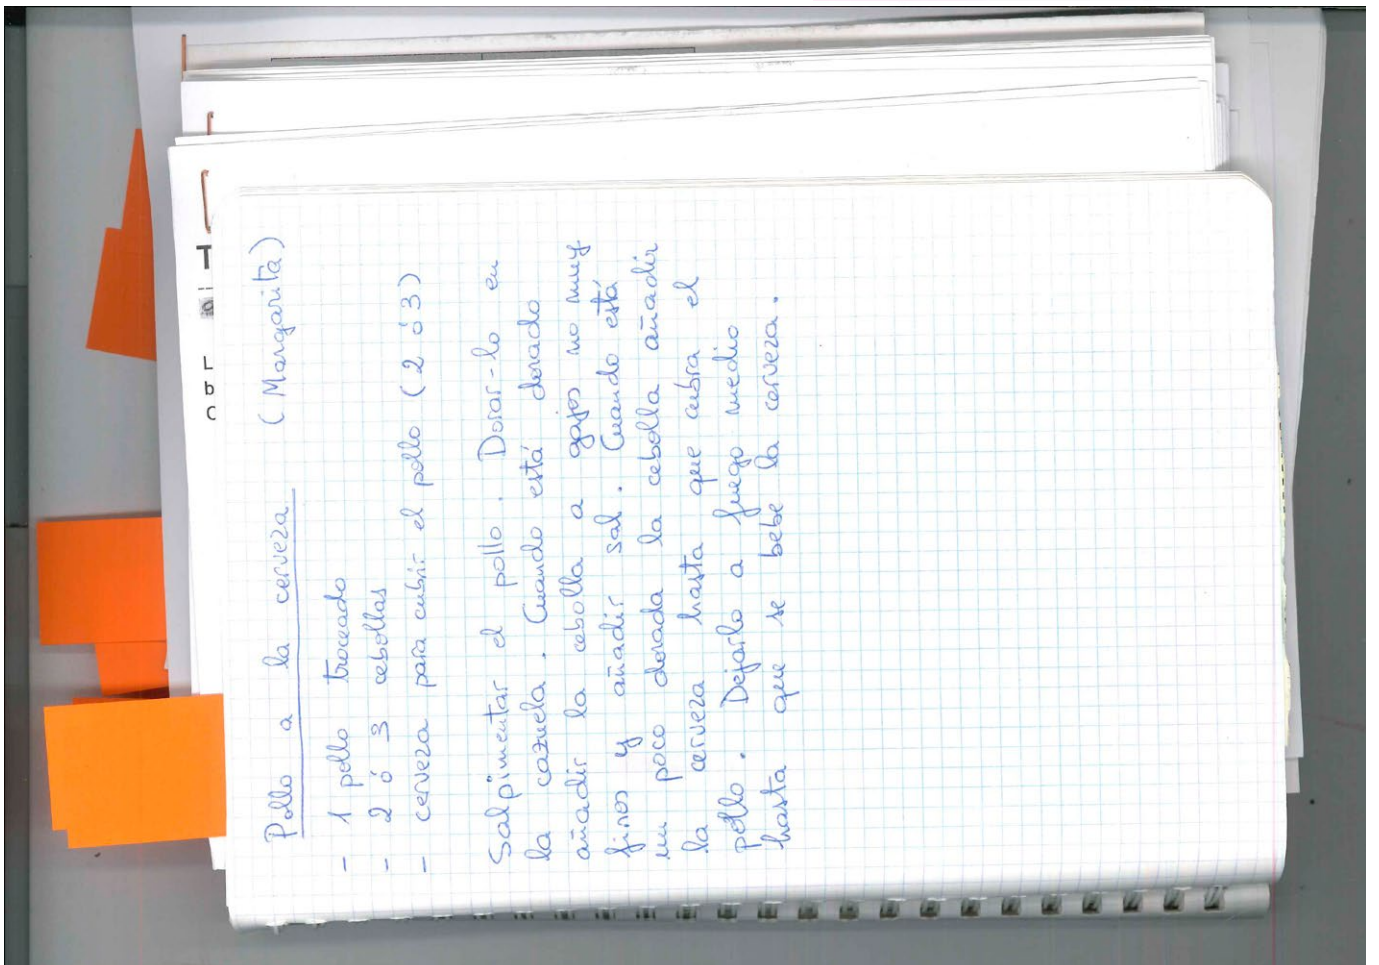 Pollo a la cerveza (Margarita)
- 1 pollo troceado
- 2 ó 3 cebollas
- cerveza para cubrir el pollo (2 ó 3)
Salpimentar el pollo. Dorar-lo en
la cazuela. Cuando está dorado
añadir la cebolla a gajos no muy
finos y añadir sal. Cuando está
un poco dorada la cebolla añadir
la cerveza hasta que cubra el
pollo. Dejarlo a fuego medio
hasta que se bebe la cerveza.